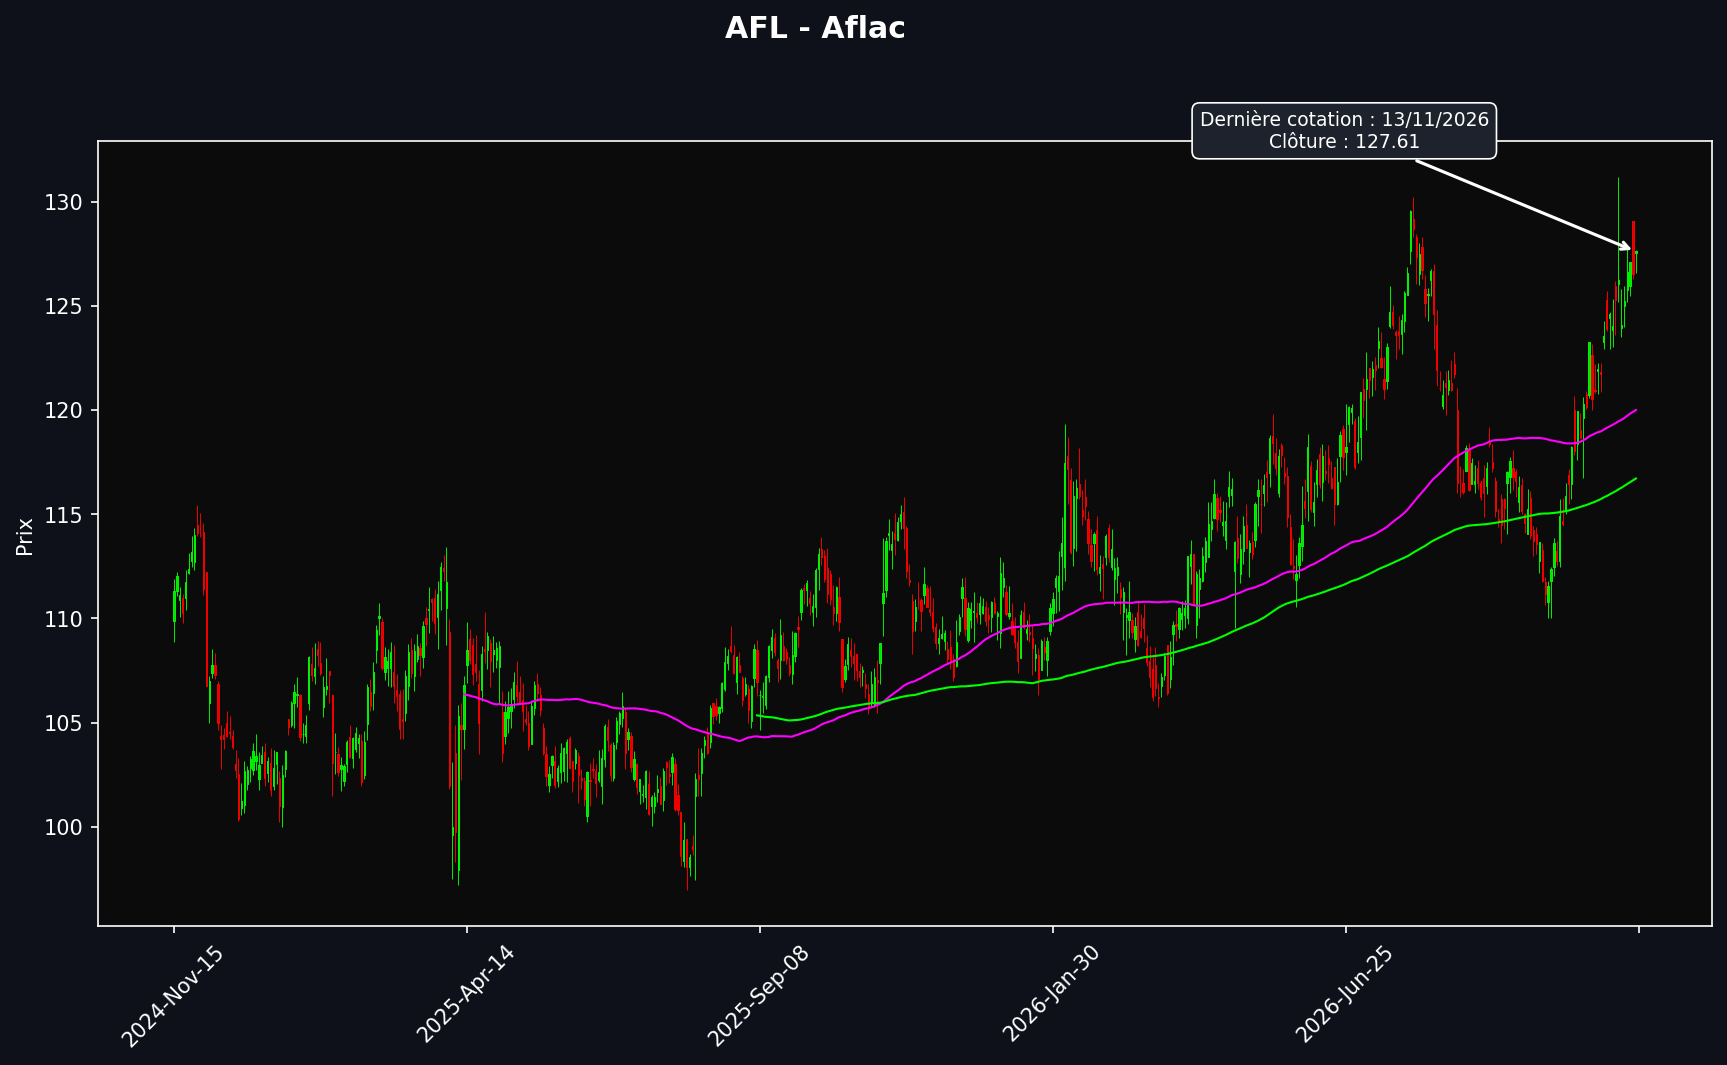 AFL - Aflac
Dernière cotation : 13/11/2026
Clôture : 127.61
Prix
130
125
120
115
110
105
100
2024-Nov-15
2025-Apr-14
2025-Sep-08
2026-Jan-30
2026-Jun-25